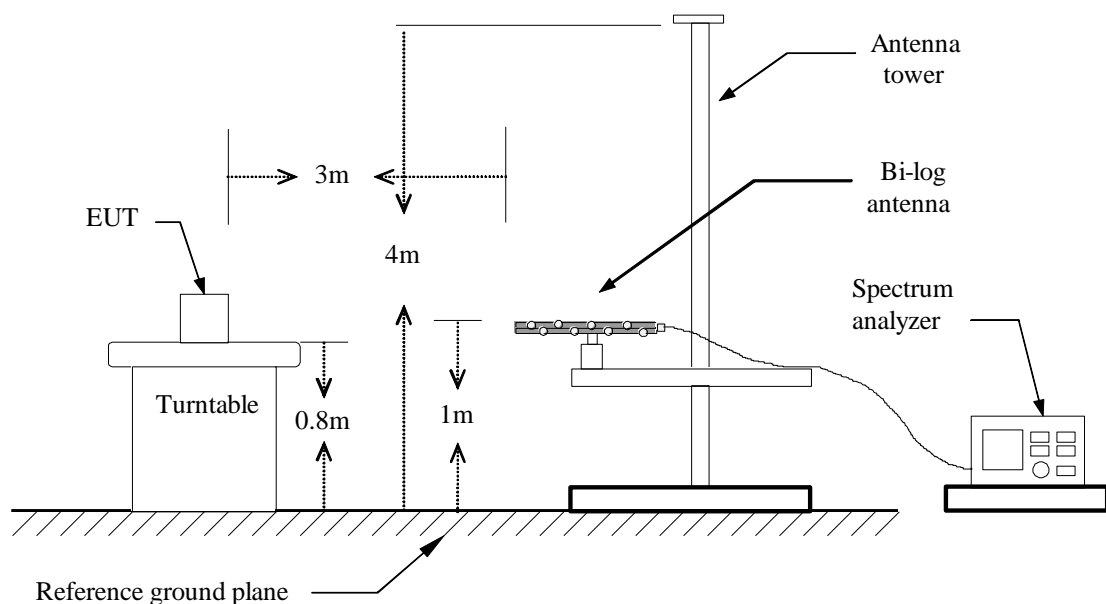 Antenna
tower
3m
Bi-log
antenna
EUT
4m
Spectrum
analyzer
Turntable
0.8m
1m
Reference ground plane